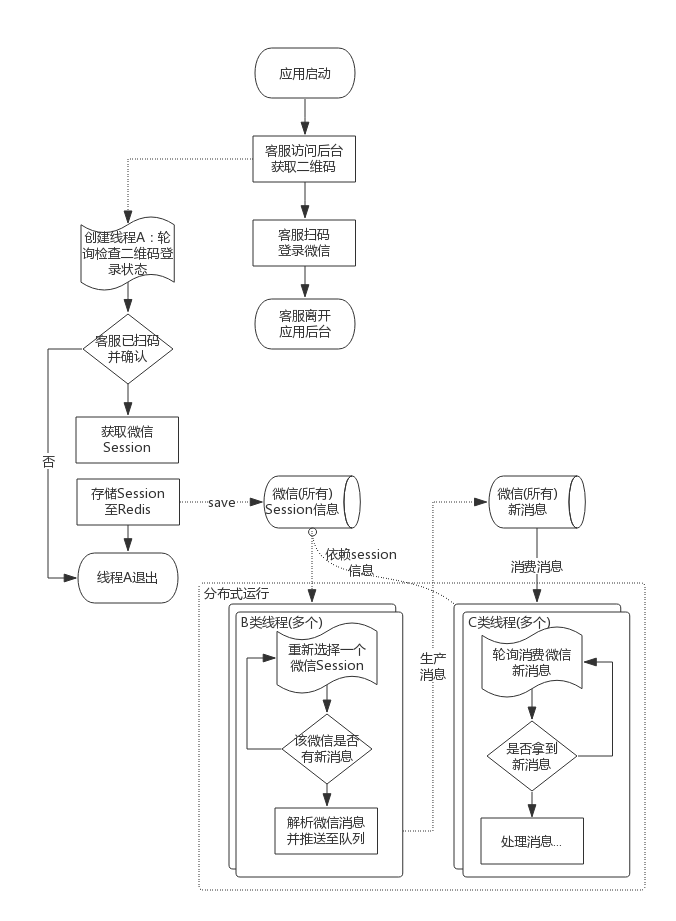 应用启动
客服访问后台
获取二维码
创建线程A：轮
询检查二维码登
录状态
客服扫码
登录微信
客服离开
应用后台
客服已扫码
并确认
否
获取微信
Session
存储Session
至Redis
save
微信(所有)
Session信息
微信(所有)
新消息
依赖session
信息
消费消息
线程A退出
分布式运行
B类线程(多个)
重新选择一个
微信Session
该微信是否
有新消息
解析微信消息
并推送至队列
生产
消息
C类线程(多个)
轮询消费微信
新消息
是否拿到
新消息
处理消息...